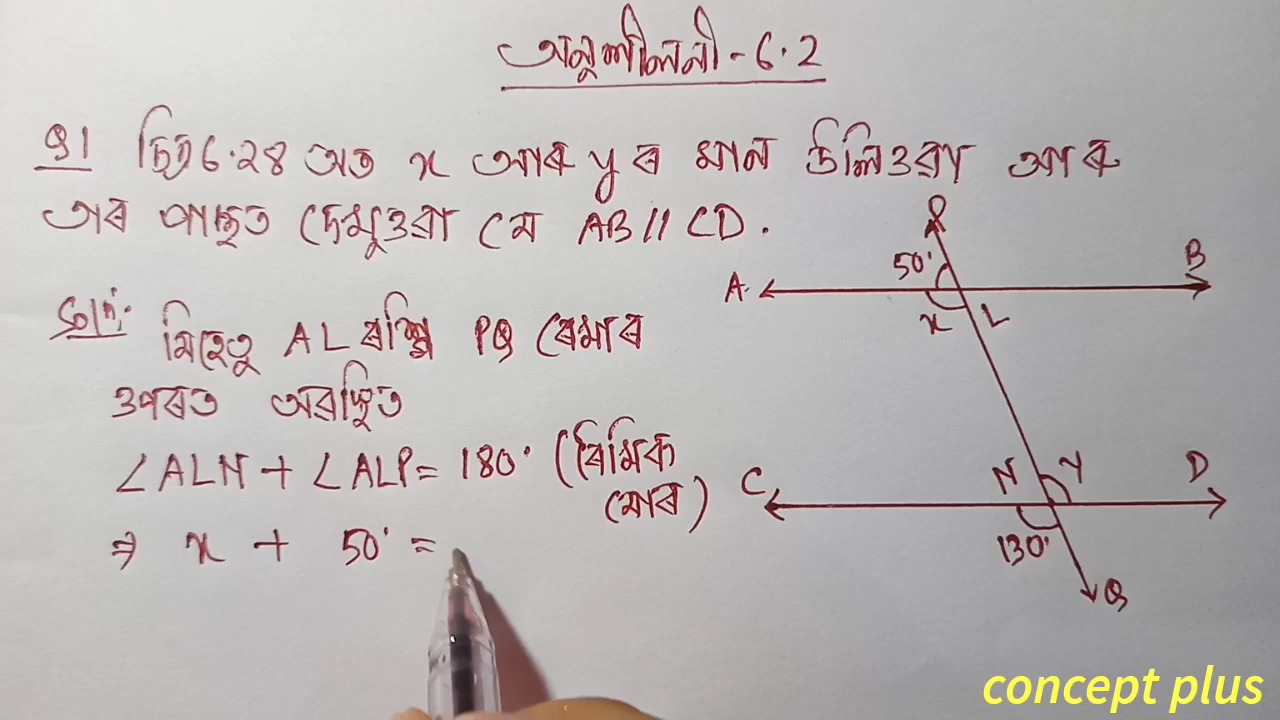 অনুশীলনী - 6.2
Q1 চিত্ৰ 6.28 অত x আৰু y ৰ মান উলিওৱা আৰু
তাৰ পাছত দেখুওৱা যে AB // CD.
P
50°
A
B
x
L
সমা:
যিহেতু AL ৰশ্মি PQ ৰেখাৰ
ওপৰত অৱস্থিত
∠ALN + ∠ALP = 180° (ৰৈখিক
যোৰ)
⇒ x + 50° =
C
N
y
D
130°
Q
concept plus